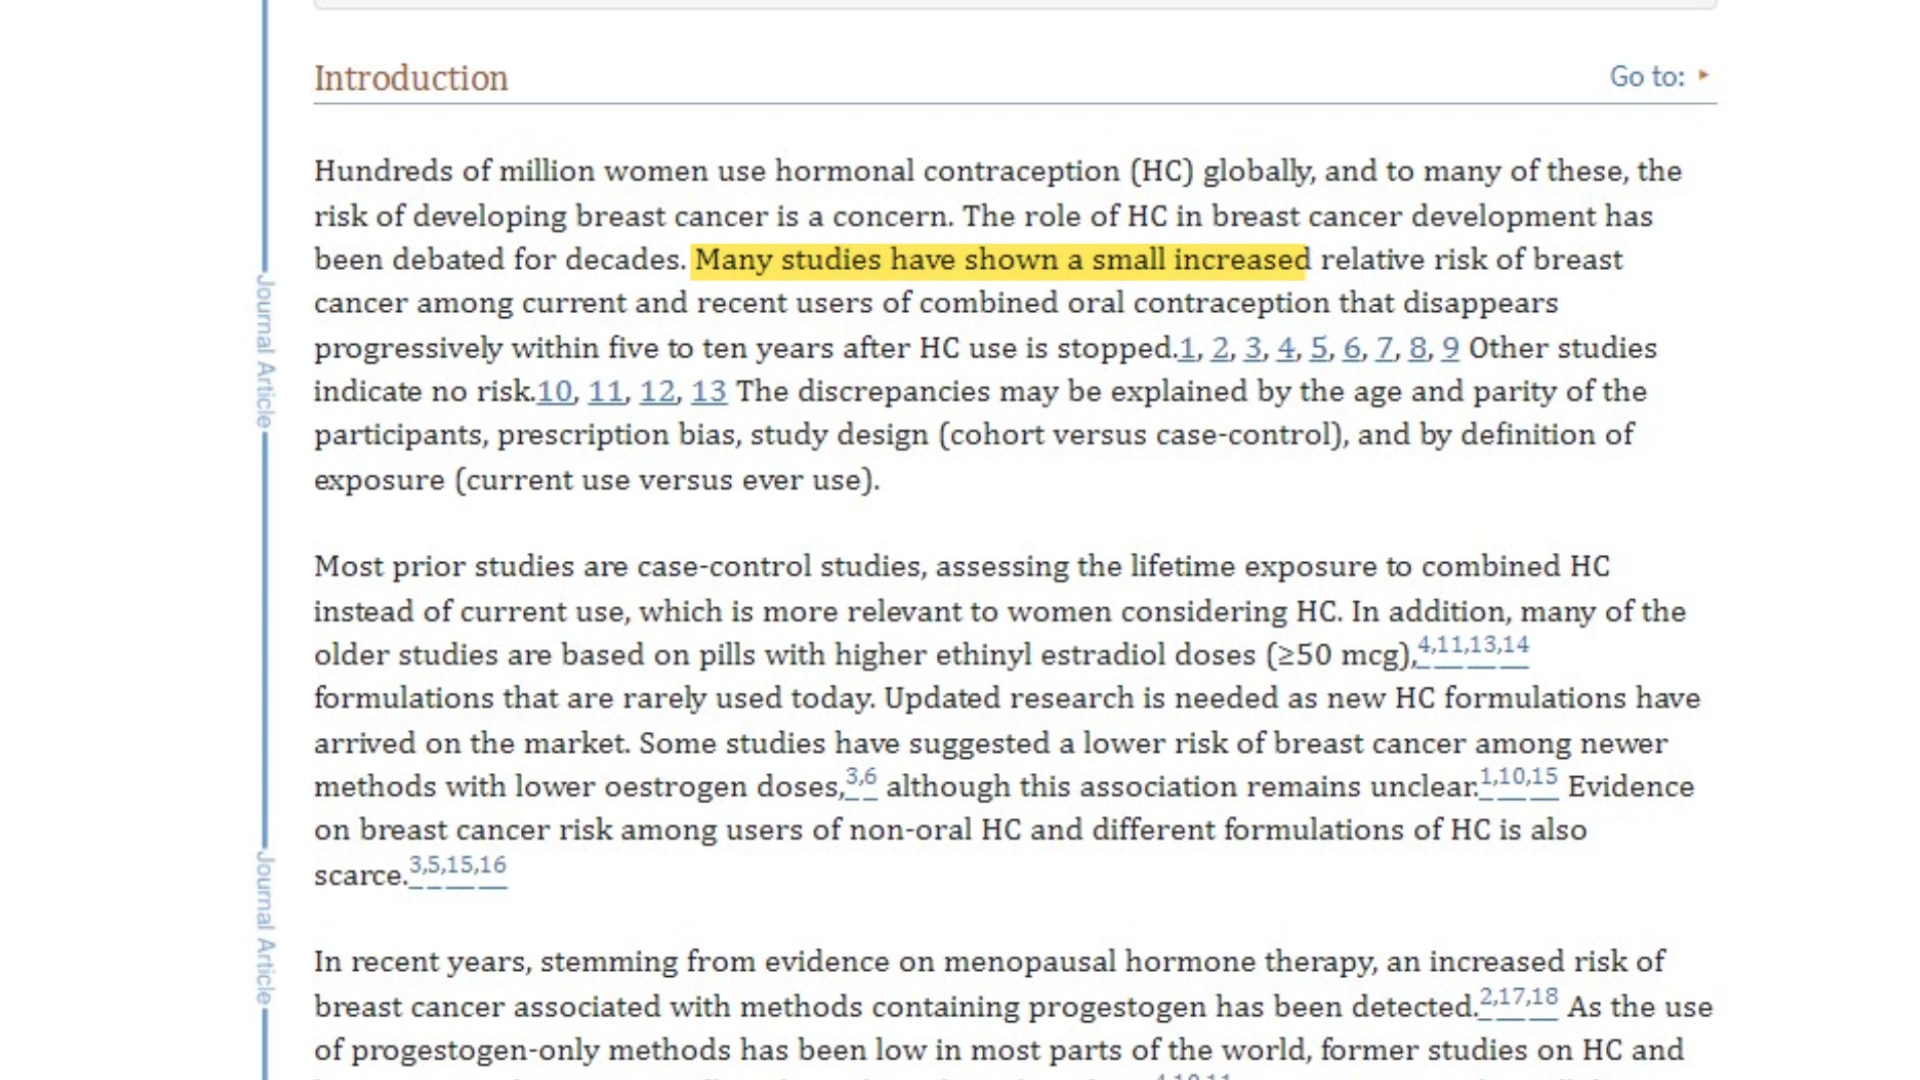 Introduction
Go to: ▸
Hundreds of million women use hormonal contraception (HC) globally, and to many of these, the
risk of developing breast cancer is a concern. The role of HC in breast cancer development has
been debated for decades. Many studies have shown a small increased relative risk of breast
cancer among current and recent users of combined oral contraception that disappears
progressively within five to ten years after HC use is stopped.1, 2, 3, 4, 5, 6, 7, 8, 9 Other studies
indicate no risk.10, 11, 12, 13 The discrepancies may be explained by the age and parity of the
participants, prescription bias, study design (cohort versus case-control), and by definition of
exposure (current use versus ever use).
Most prior studies are case-control studies, assessing the lifetime exposure to combined HC
instead of current use, which is more relevant to women considering HC. In addition, many of the
older studies are based on pills with higher ethinyl estradiol doses (≥50 mcg),4,11,13,14
formulations that are rarely used today. Updated research is needed as new HC formulations have
arrived on the market. Some studies have suggested a lower risk of breast cancer among newer
methods with lower oestrogen doses,3,6 although this association remains unclear.1,10,15 Evidence
on breast cancer risk among users of non-oral HC and different formulations of HC is also
scarce.3,5,15,16
In recent years, stemming from evidence on menopausal hormone therapy, an increased risk of
breast cancer associated with methods containing progestogen has been detected.2,17,18 As the use
of progestogen-only methods has been low in most parts of the world, former studies on HC and
Journal Article
Journal Article